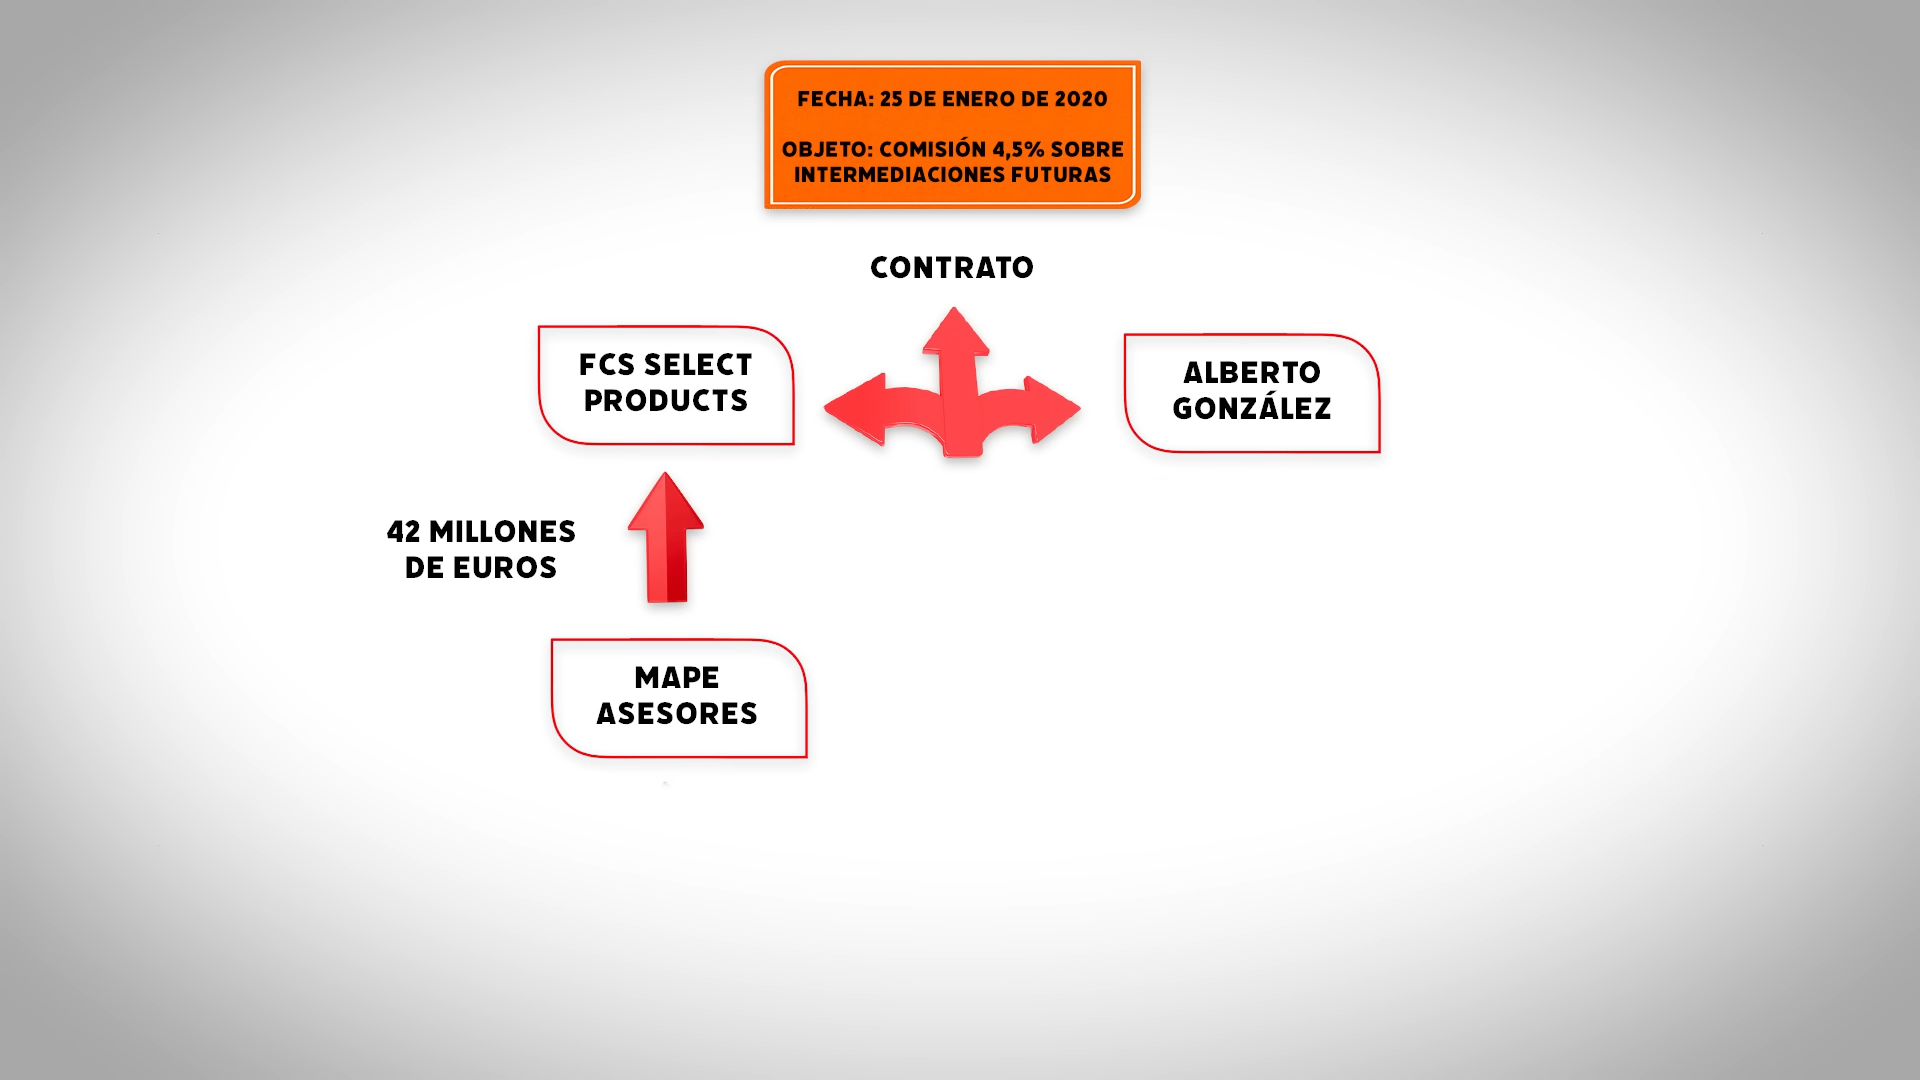 FECHA: 25 DE ENERO DE 2020
OBJETO: COMISIÓN 4,5% SOBRE
INTERMEDIACIONES FUTURAS
CONTRATO
FCS SELECT
PRODUCTS
ALBERTO
GONZÁLEZ
42 MILLONES
DE EUROS
MAPE
ASESORES